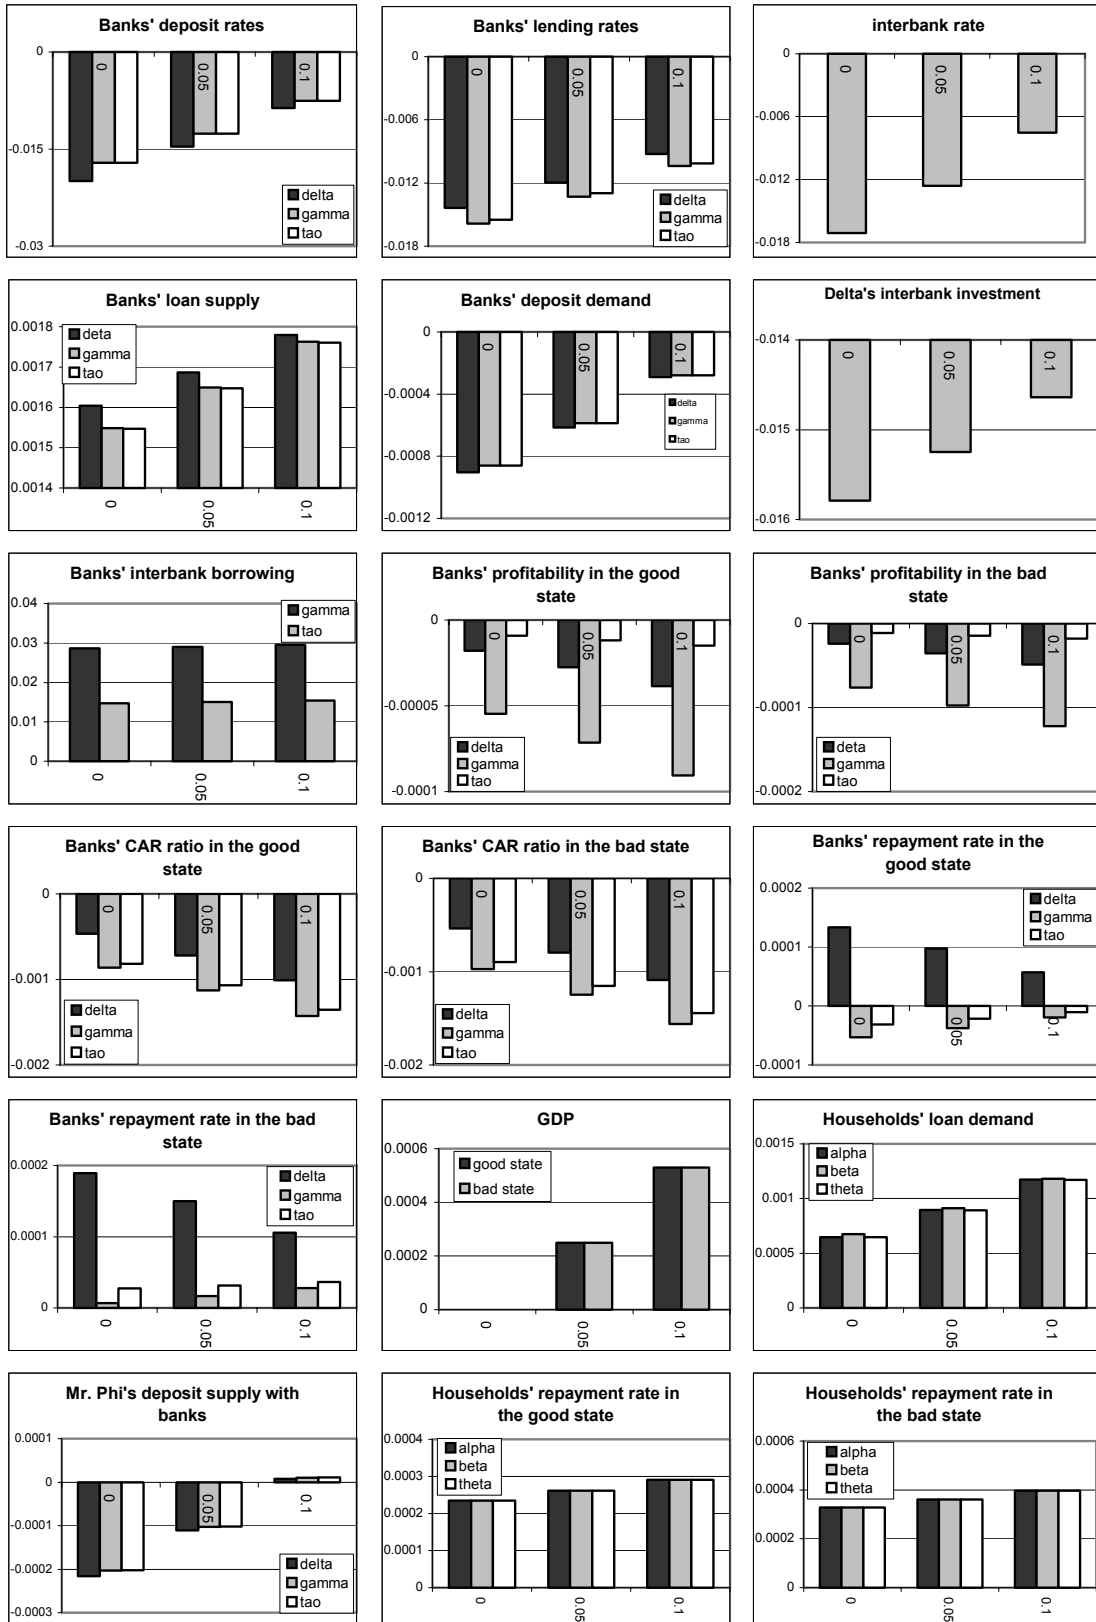 Banks' deposit rates
0
-0.015
-0.03
0
0.05
0.1
delta
gamma
tao
Banks' lending rates
0
-0.006
-0.012
-0.018
0
0.05
0.1
delta
gamma
tao
interbank rate
0
-0.006
-0.012
-0.018
0
0.05
0.1
Banks' loan supply
0.0018
0.0017
0.0016
0.0015
0.0014
deta
gamma
tao
0
0.05
0.1
Banks' deposit demand
0
-0.0004
-0.0008
-0.0012
0
0.05
0.1
delta
gamma
tao
Delta's interbank investment
-0.014
-0.015
-0.016
0
0.05
0.1
Banks' interbank borrowing
0.04
0.03
0.02
0.01
0
gamma
tao
0
0.05
0.1
Banks' profitability in the good
state
0
-0.00005
-0.0001
0
0.05
0.1
delta
gamma
tao
Banks' profitability in the bad
state
0
-0.0001
-0.0002
0
0.05
0.1
deta
gamma
tao
Banks' CAR ratio in the good
state
0
-0.001
-0.002
0
0.05
0.1
delta
gamma
tao
Banks' CAR ratio in the bad state
0
-0.001
-0.002
0
0.05
0.1
delta
gamma
tao
Banks' repayment rate in the
good state
0.0002
0.0001
0
-0.0001
delta
gamma
tao
0
0.05
0.1
Banks' repayment rate in the bad
state
0.0002
0.0001
0
delta
gamma
tao
0
0.05
0.1
GDP
0.0006
0.0004
0.0002
0
good state
bad state
0
0.05
0.1
Households' loan demand
0.0015
0.001
0.0005
0
alpha
beta
theta
0
0.05
0.1
Mr. Phi's deposit supply with
banks
0.0001
0
-0.0001
-0.0002
-0.0003
0
0.05
0.1
delta
gamma
tao
Households' repayment rate in
the good state
0.0004
0.0003
0.0002
0.0001
0
alpha
beta
theta
0
0.05
0.1
Households' repayment rate in
the bad state
0.0006
0.0004
0.0002
0
alpha
beta
theta
0
0.05
0.1